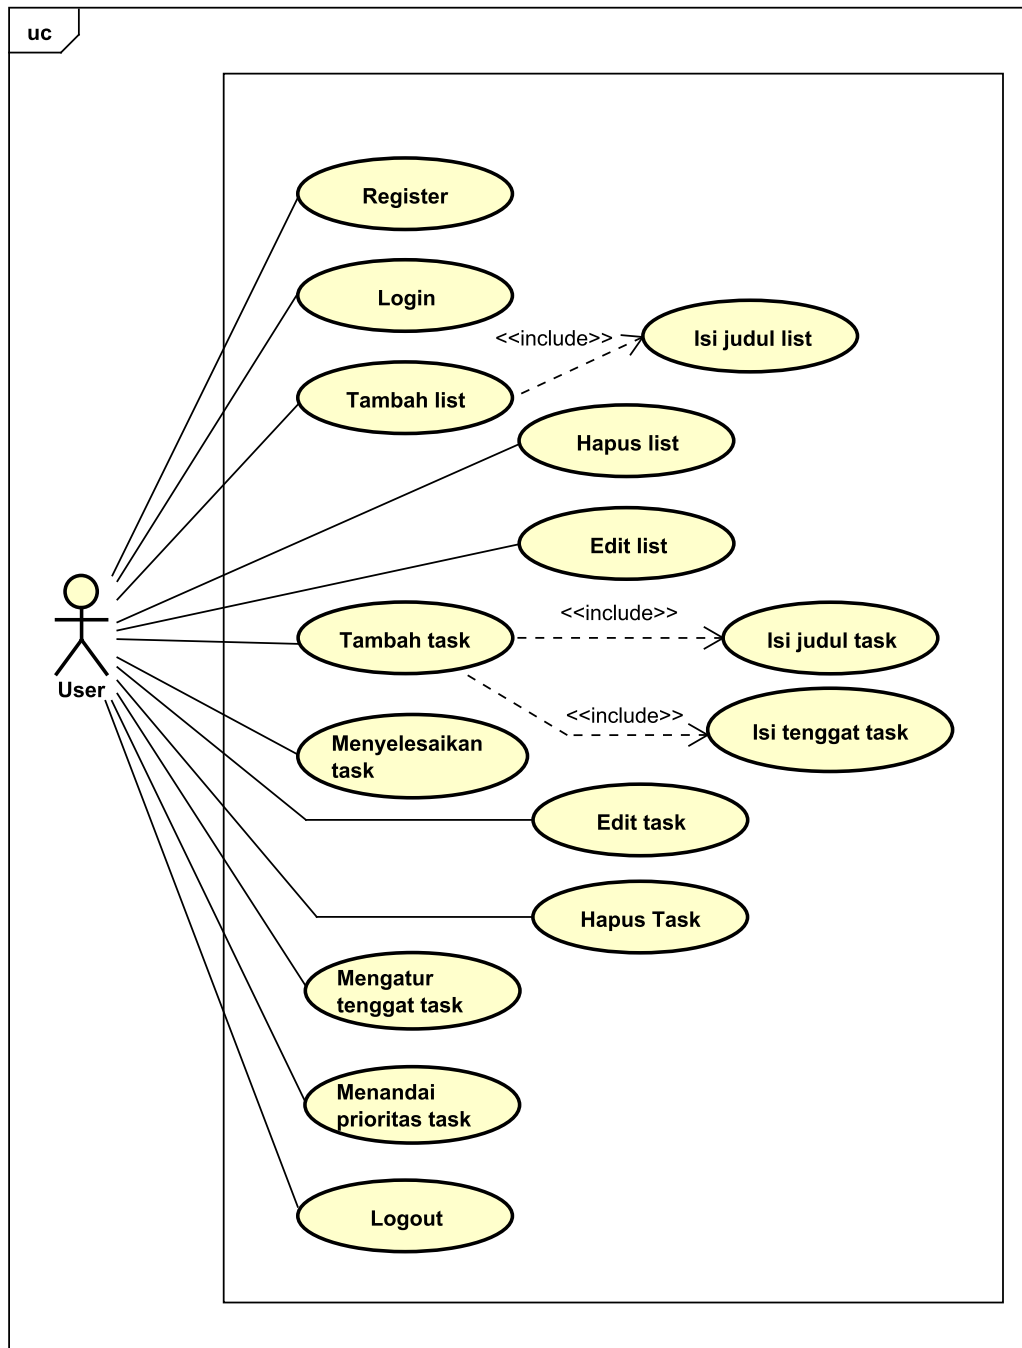 uc
Register
Login
<<include>>
Isi judul list
Tambah list
Hapus list
Edit list
<<include>>
Tambah task
Isi judul task
User
<<include>>
Isi tenggat task
Menyelesaikan
task
Edit task
Hapus Task
Mengatur
tenggat task
Menandai
prioritas task
Logout